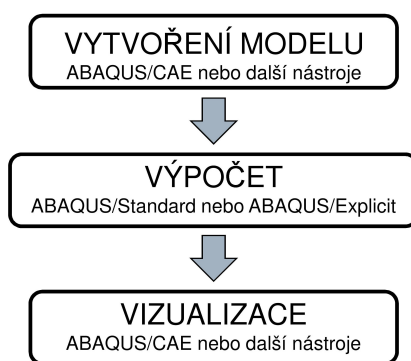 VYTVOŘENÍ MODELU
ABAQUS/CAE nebo další nástroje
VÝPOČET
ABAQUS/Standard nebo ABAQUS/Explicit
VIZUALIZACE
ABAQUS/CAE nebo další nástroje